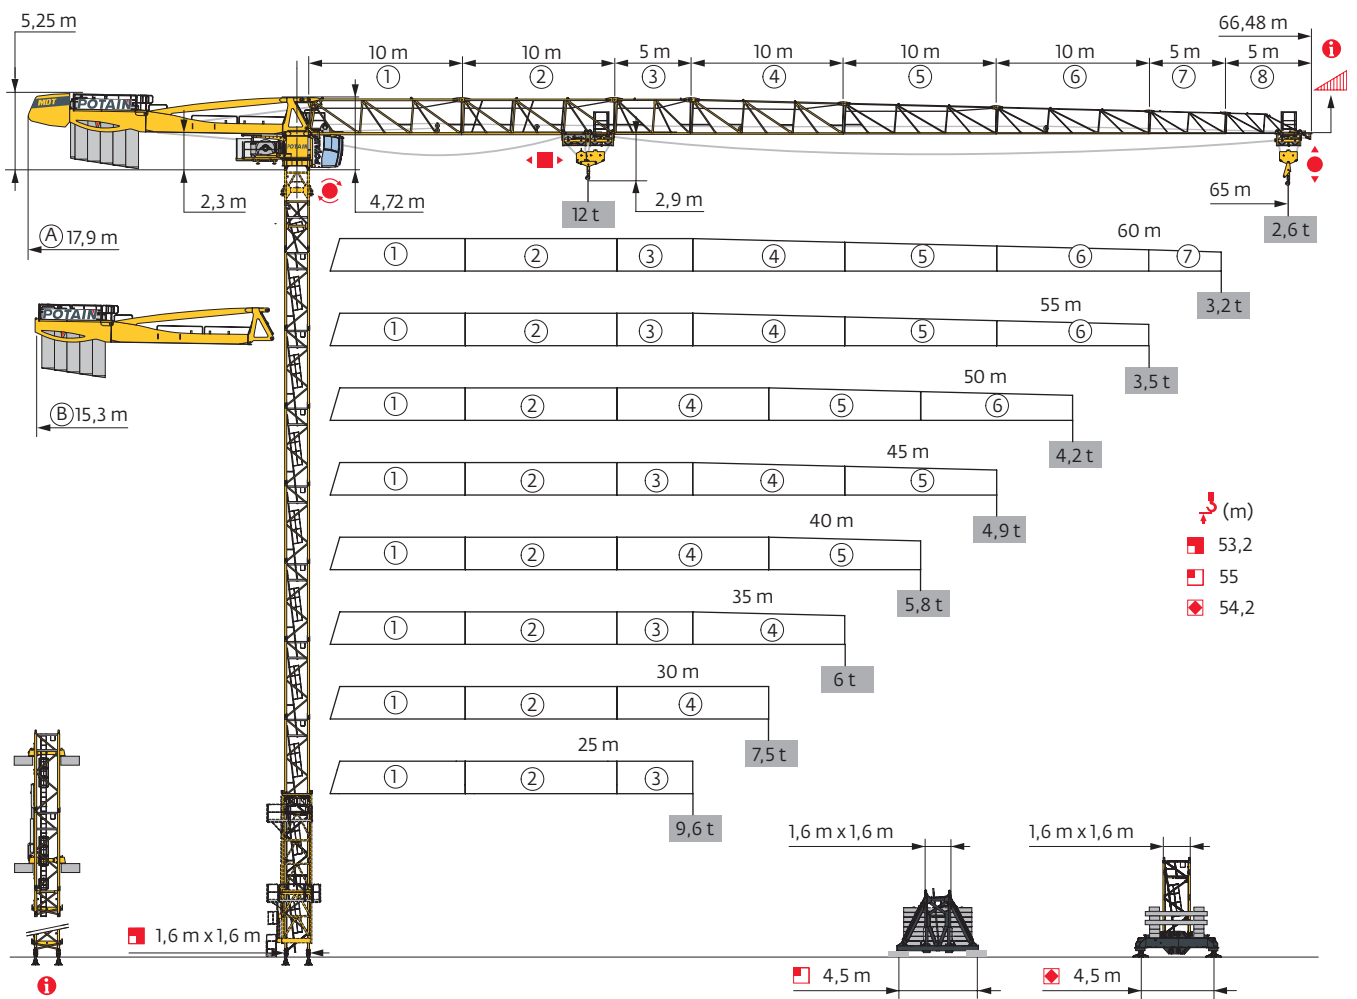 5,25 m
66,48 m
10 m 10 m 5 m 10 m 10 m 10 m 5 m 5 m
1 2 3 4 5 6 7 8
i
MDT POTAIN
POTAIN
2,3 m
4,72 m
2,9 m
65 m
12 t
2,6 t
A 17,9 m
60 m
1 2 3 4 5 6 7
3,2 t
POTAIN
55 m
1 2 3 4 5 6
3,5 t
50 m
1 2 4 5 6
B 15,3 m
4,2 t
45 m
1 2 3 4 5
4,9 t
(m)
53,2
55
54,2
40 m
1 2 4 5
5,8 t
35 m
1 2 3 4
6 t
30 m
1 2 4
7,5 t
25 m
1 2 3
9,6 t
1,6 m x 1,6 m
1,6 m x 1,6 m
1,6 m x 1,6 m
4,5 m
4,5 m
i